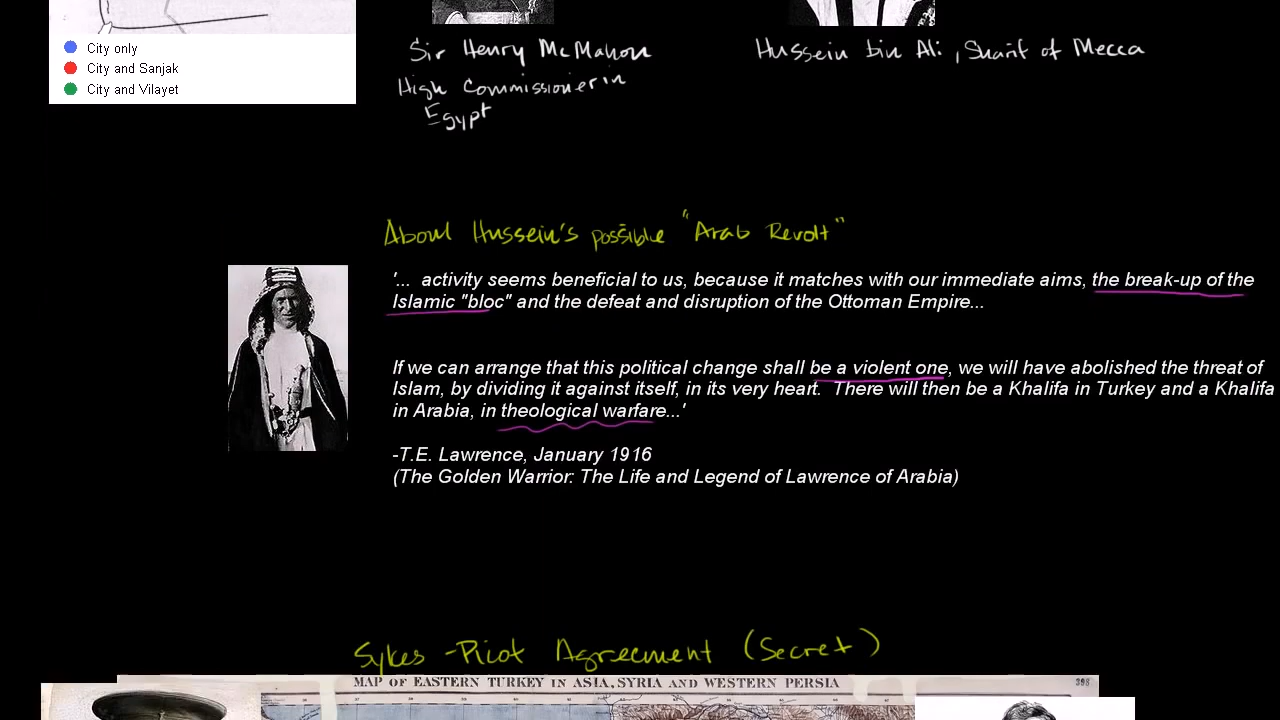 City only
City and Sanjak
City and Vilayet
Sir Henry McMahon
High Commissioner in
Egypt
Hussein bin Ali, Sharif of Mecca
About Hussein's possible "Arab Revolt"
'... activity seems beneficial to us, because it matches with our immediate aims, the break-up of the
Islamic "bloc" and the defeat and disruption of the Ottoman Empire...
If we can arrange that this political change shall be a violent one, we will have abolished the threat of
Islam, by dividing it against itself, in its very heart. There will then be a Khalifa in Turkey and a Khalifa
in Arabia, in theological warfare...'
-T.E. Lawrence, January 1916
(The Golden Warrior: The Life and Legend of Lawrence of Arabia)
Sykes-Picot Agreement (Secret)
MAP OF EASTERN TURKEY IN ASIA, SYRIA AND WESTERN PERSIA